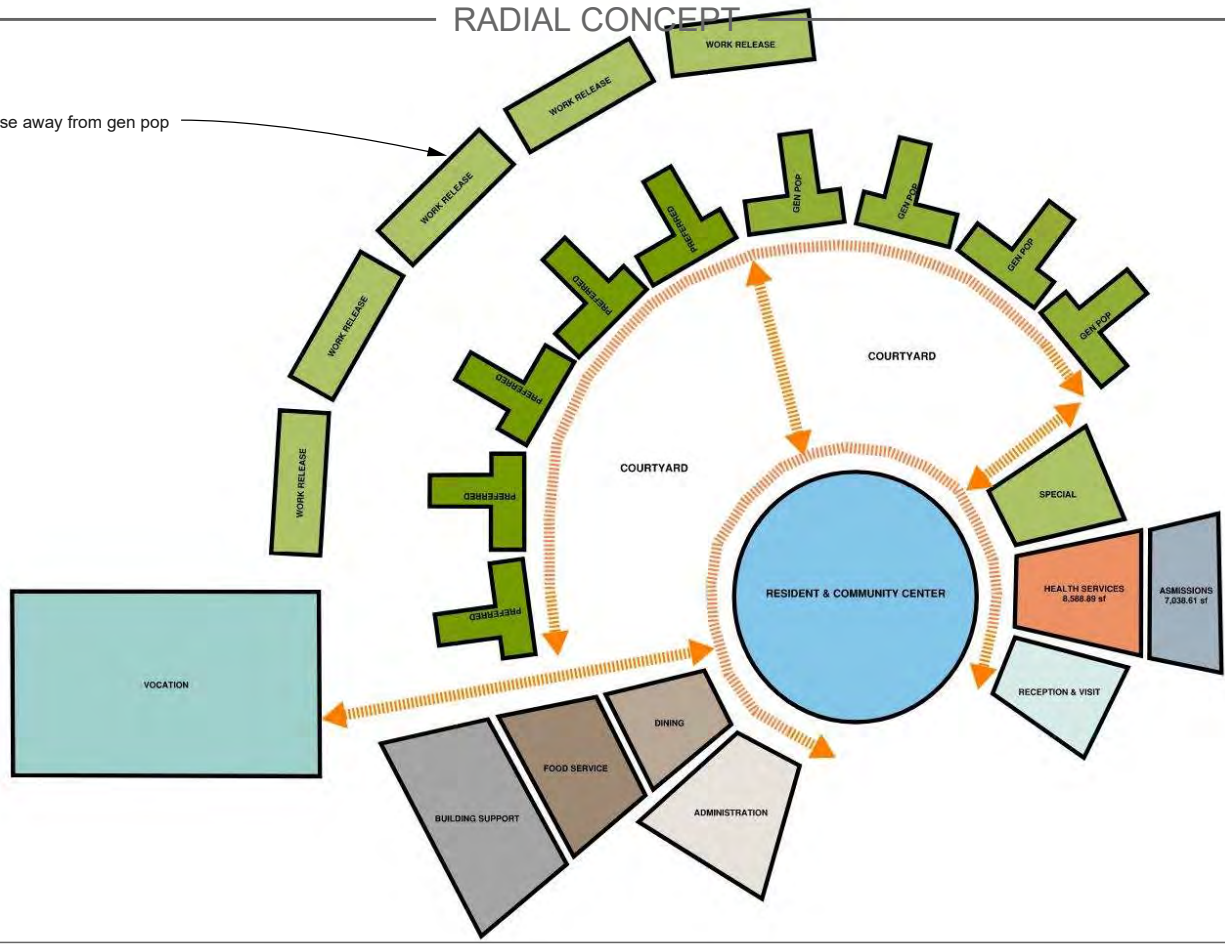 RADIAL CONCEPT
WORK RELEASE
WORK RELEASE
se away from gen pop
WORK RELEASE
WORK RELEASE
WORK RELEASE
GEN POP
GEN POP
GEN POP
GEN POP
PREFERRED
PREFERRED
PREFERRED
PREFERRED
PREFERRED
COURTYARD
COURTYARD
SPECIAL
RESIDENT & COMMUNITY CENTER
HEALTH SERVICES
8,588.89 sf
ASMISSIONS
7,038.61 sf
RECEPTION & VISIT
VOCATION
DINING
FOOD SERVICE
BUILDING SUPPORT
ADMINISTRATION